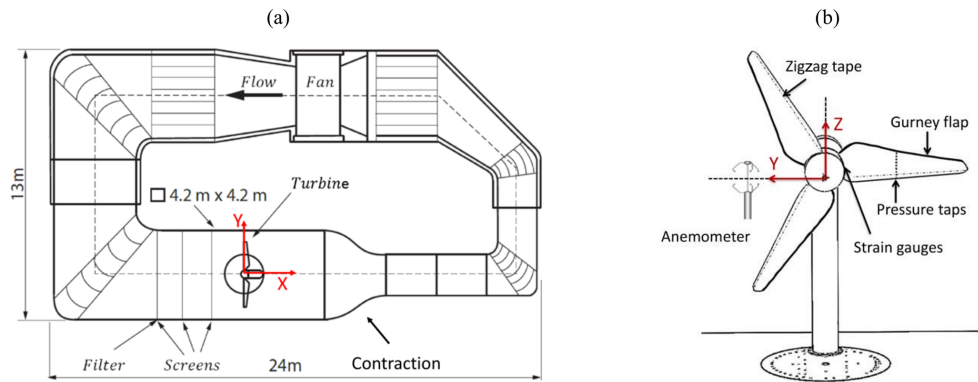 (a)
(b)
Flow
Fan
13m
Turbine
4.2 m x 4.2 m
Y
X
Filter
Screens
24m
Contraction
Zigzag tape
Z
Gurney flap
Y
Pressure taps
Anemometer
Strain gauges